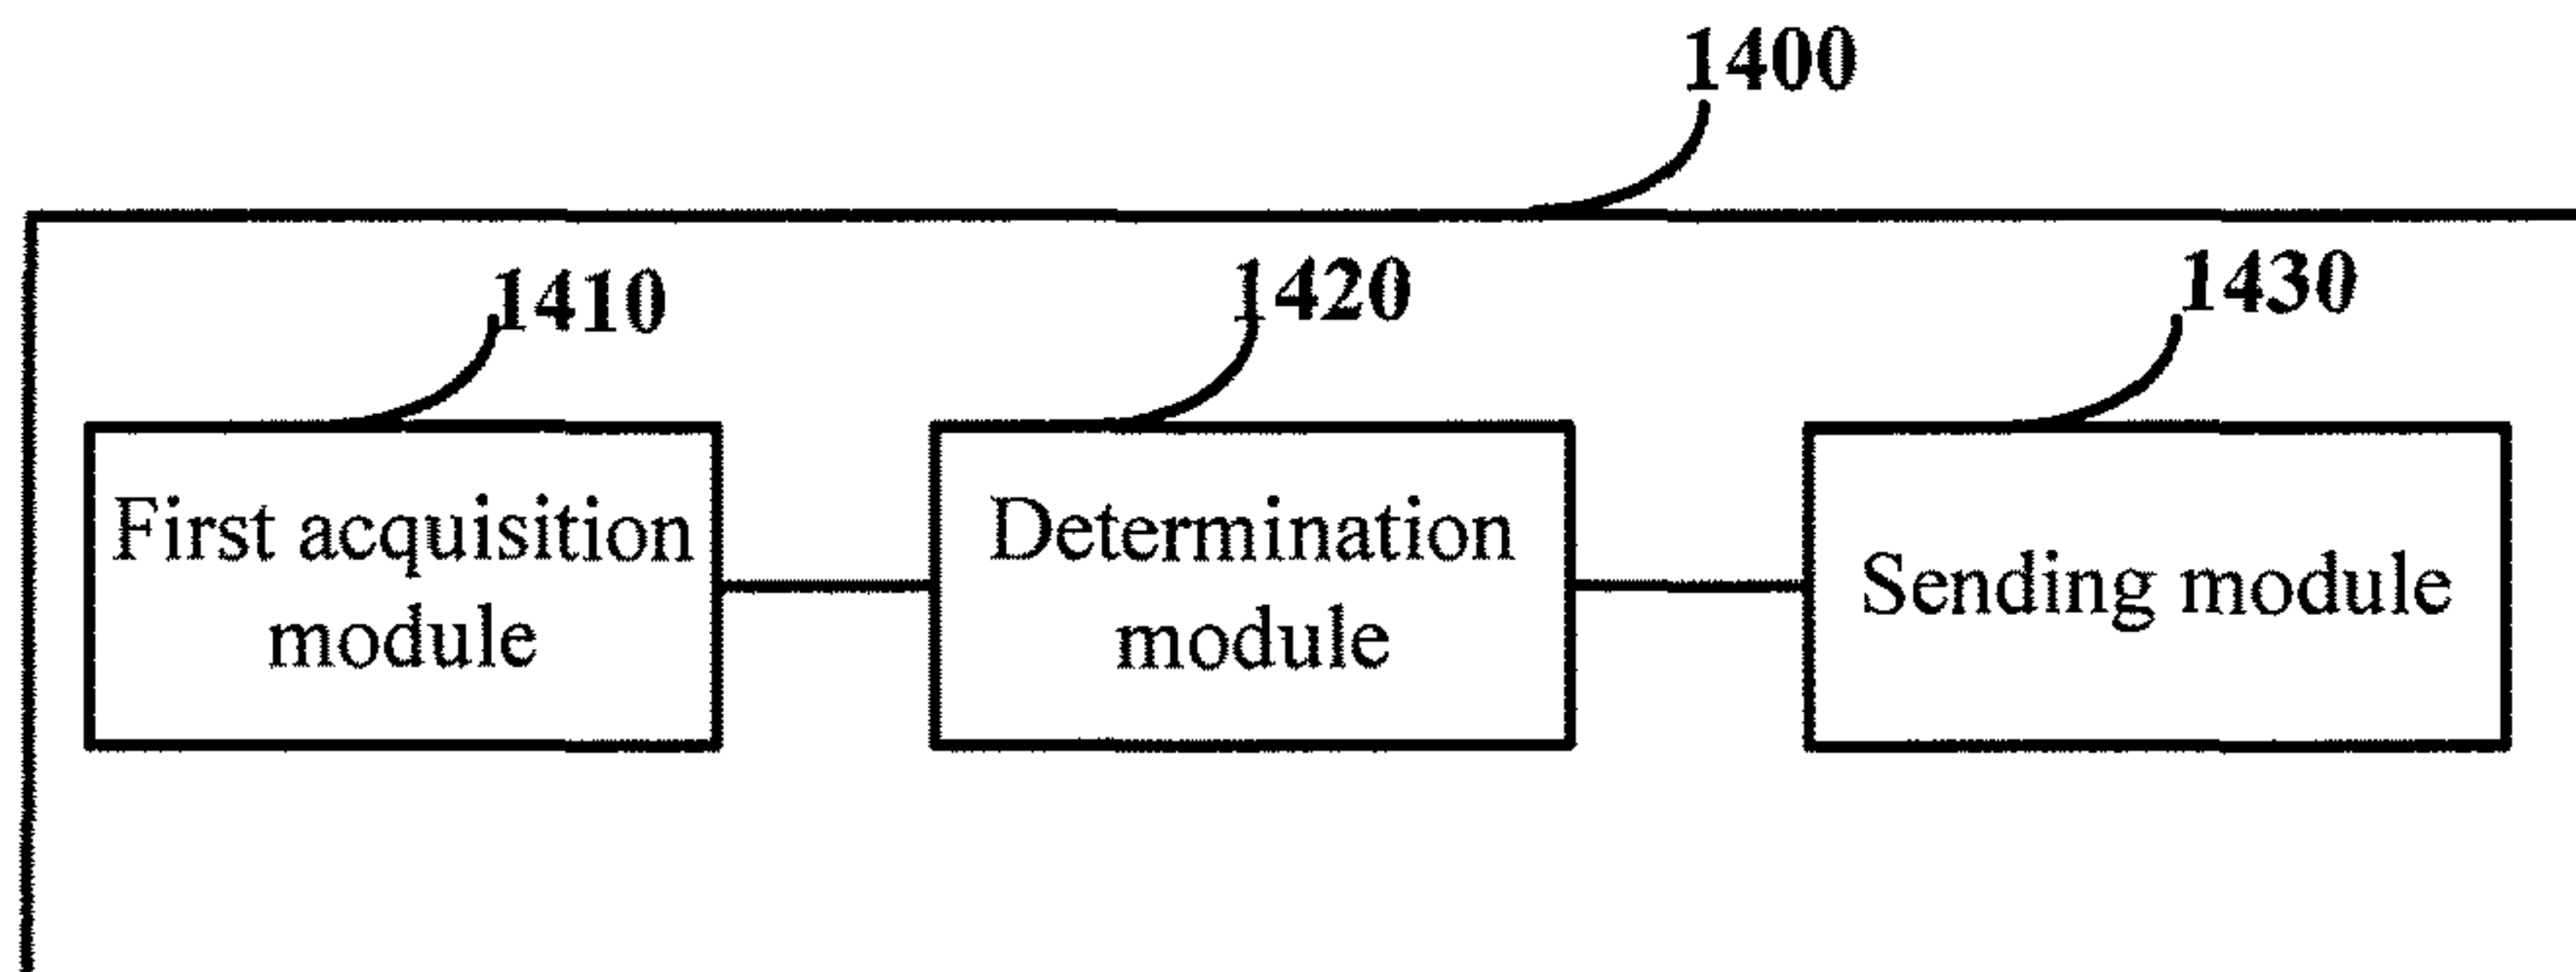 1400
1410
1420
1430
First acquisition
module
Determination
module
Sending module